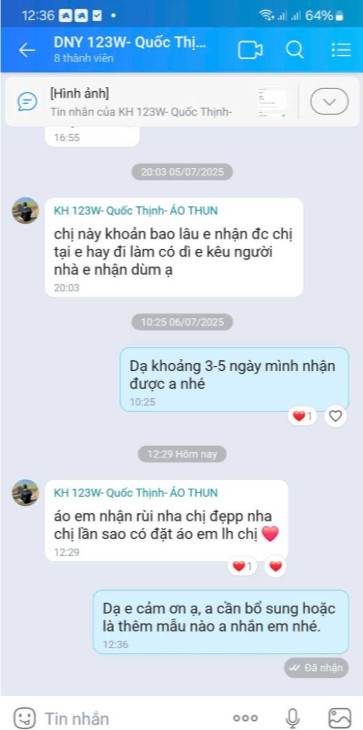 12:36
64%
DNY 123W- Quốc Thị...
8 thành viên
[Hình ảnh]
Tin nhắn của KH 123W- Quốc Thịnh-
16:55
20:03 05/07/2025
KH 123W- Quốc Thịnh- ÁO THUN
chị này khoản bao lâu e nhận đc chị
tại e hay đi làm có dì e kêu người
nhà e nhận dùm ạ
20:03
10:25 06/07/2025
Dạ khoảng 3-5 ngày mình nhận
được a nhé
10:25
1
12:29 Hôm nay
KH 123W- Quốc Thịnh- ÁO THUN
áo em nhận rùi nha chị đẹpp nha
chị lần sao có đặt áo em lh chị
12:29
1
Dạ e cảm ơn ạ, a cần bổ sung hoặc
là thêm mẫu nào a nhắn em nhé.
12:36
Đã nhận
Tin nhắn